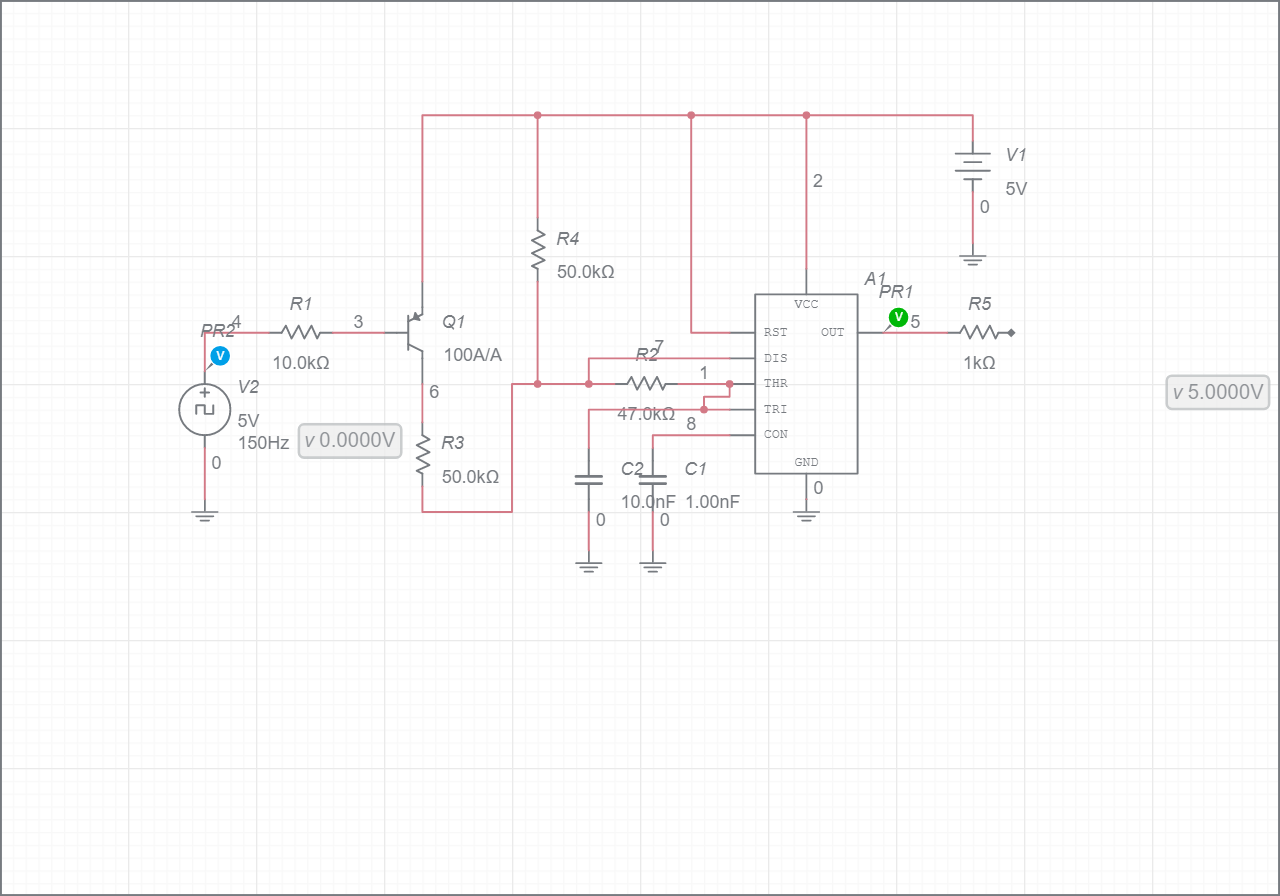 V1
2
5V
0
R4
50.0kΩ
A1
PR1
VCC
R1
R5
4
3
Q1
5
PR2
RST
OUT
V
V
7
R2
100A/A
DIS
10.0kΩ
1kΩ
1
THR
V2
6
v 5.0000V
5V
47.0kΩ
TRI
8
CON
150Hz
v 0.0000V
R3
0
50.0kΩ
C2
C1
GND
10.0nF
1.00nF
0
0
0